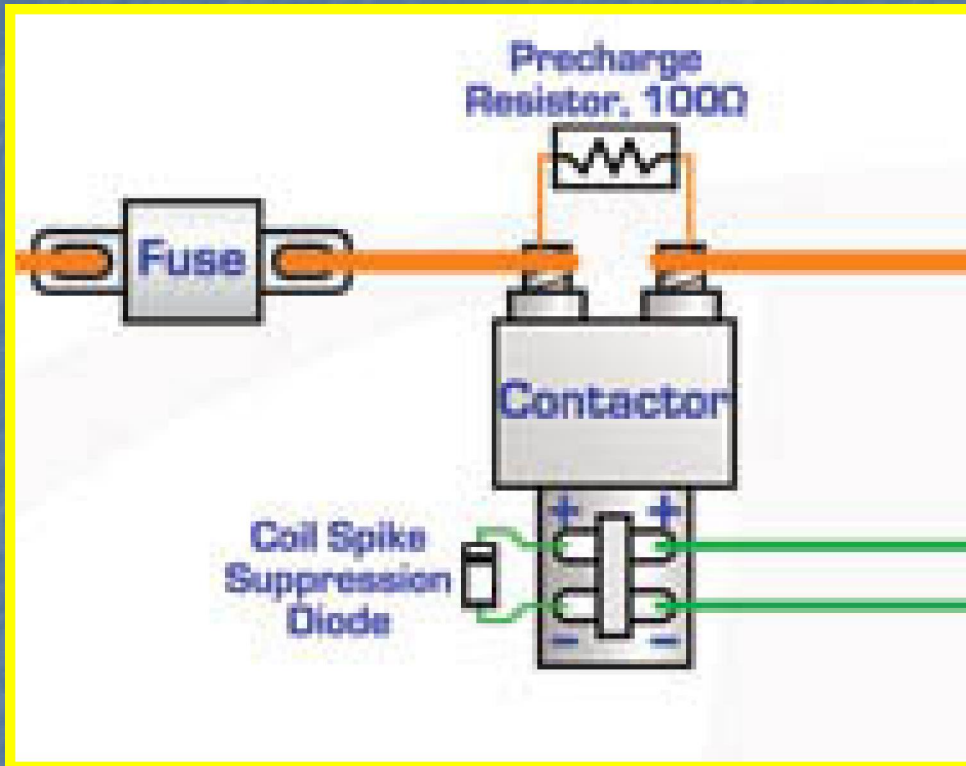 Precharge
Resistor, 100Ω
Fuse
Contactor
+ +
Coil Spike
Suppression
Diode
- -